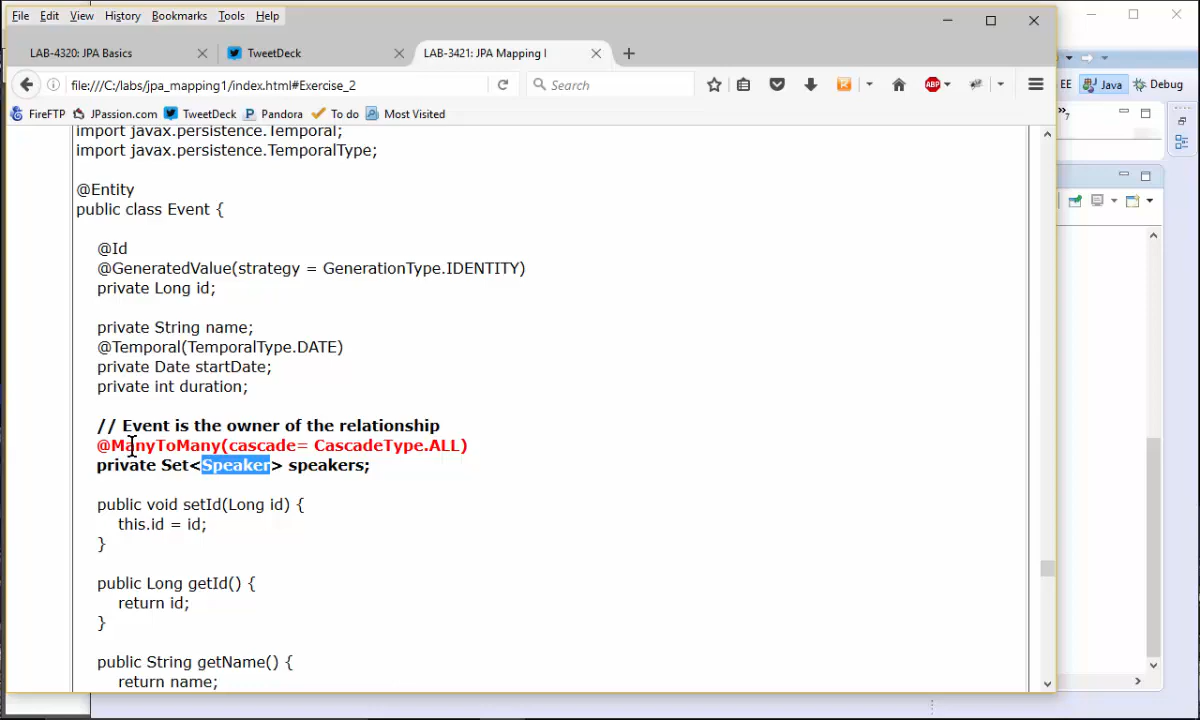 File Edit View History Bookmarks Tools Help
LAB-4320: JPA Basics
TweetDeck
LAB-3421: JPA Mapping I
file:///C:/labs/jpa_mapping1/index.html#Exercise_2
Search
ABP
EE Java Debug
FireFTP JPassion.com TweetDeck Pandora To do Most Visited
7
import javax.persistence.Temporal;
import javax.persistence.TemporalType;
@Entity
public class Event {
@Id
@GeneratedValue(strategy = GenerationType.IDENTITY)
private Long id;
private String name;
@Temporal(TemporalType.DATE)
private Date startDate;
private int duration;
// Event is the owner of the relationship
@ManyToMany(cascade= CascadeType.ALL)
private Set<Speaker> speakers;
public void setId(Long id) {
this.id = id;
}
public Long getId() {
return id;
}
public String getName() {
return name;